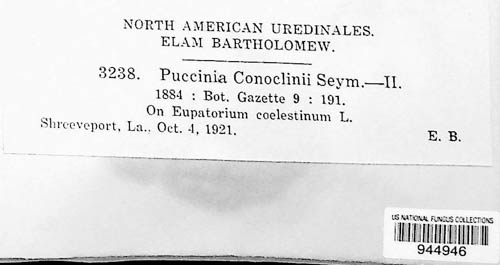 NORTH AMERICAN UREDINALES.
ELAM BARTHOLOMEW.
3238. Puccinia Conoclinii Seym.—II.
1884 : Bot. Gazette 9 : 191.
On Eupatorium coelestinum L.
Shreeveport, La., Oct. 4, 1921.
E. B.
US NATIONAL FUNGUS COLLECTIONS
944946